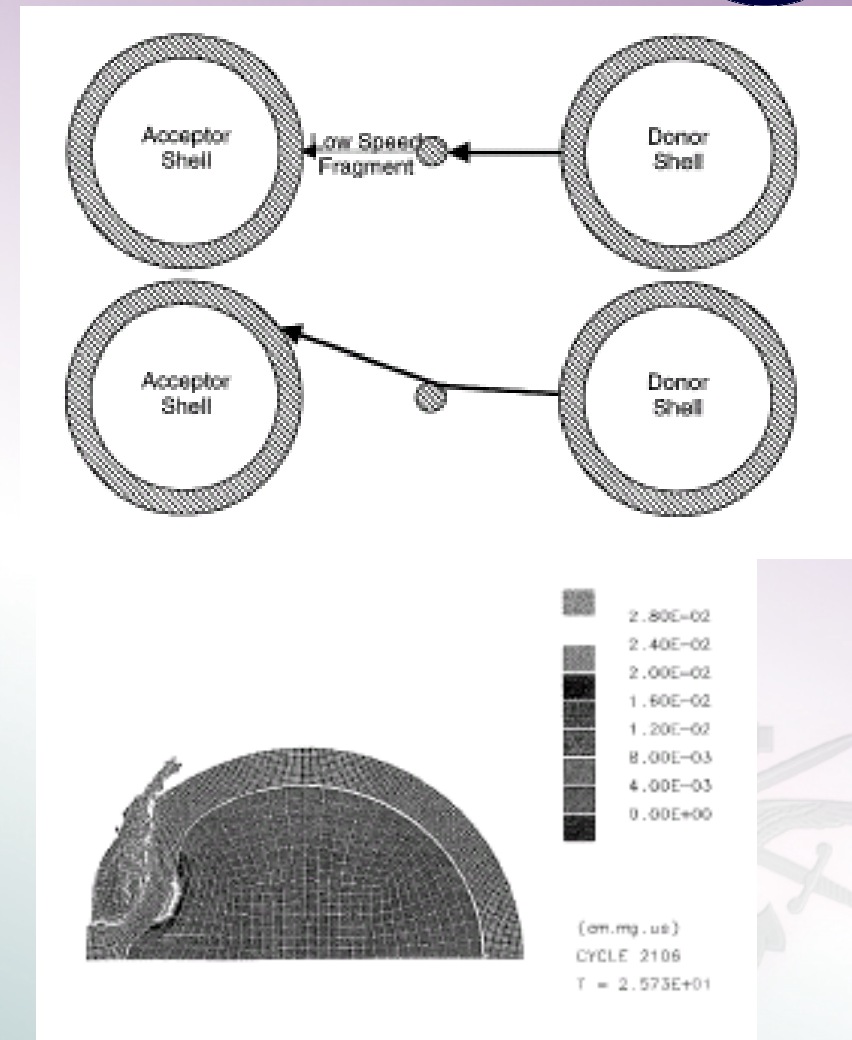 Acceptor
Shell
Low Speed
Fragment
Donor
Shell
Acceptor
Shell
Donor
Shell
2.80E-02
2.40E-02
2.00E-02
1.60E-02
1.20E-02
8.00E-03
4.00E-03
0.00E+00
(cm.mg.us)
CYCLE 2106
T = 2.573E+01